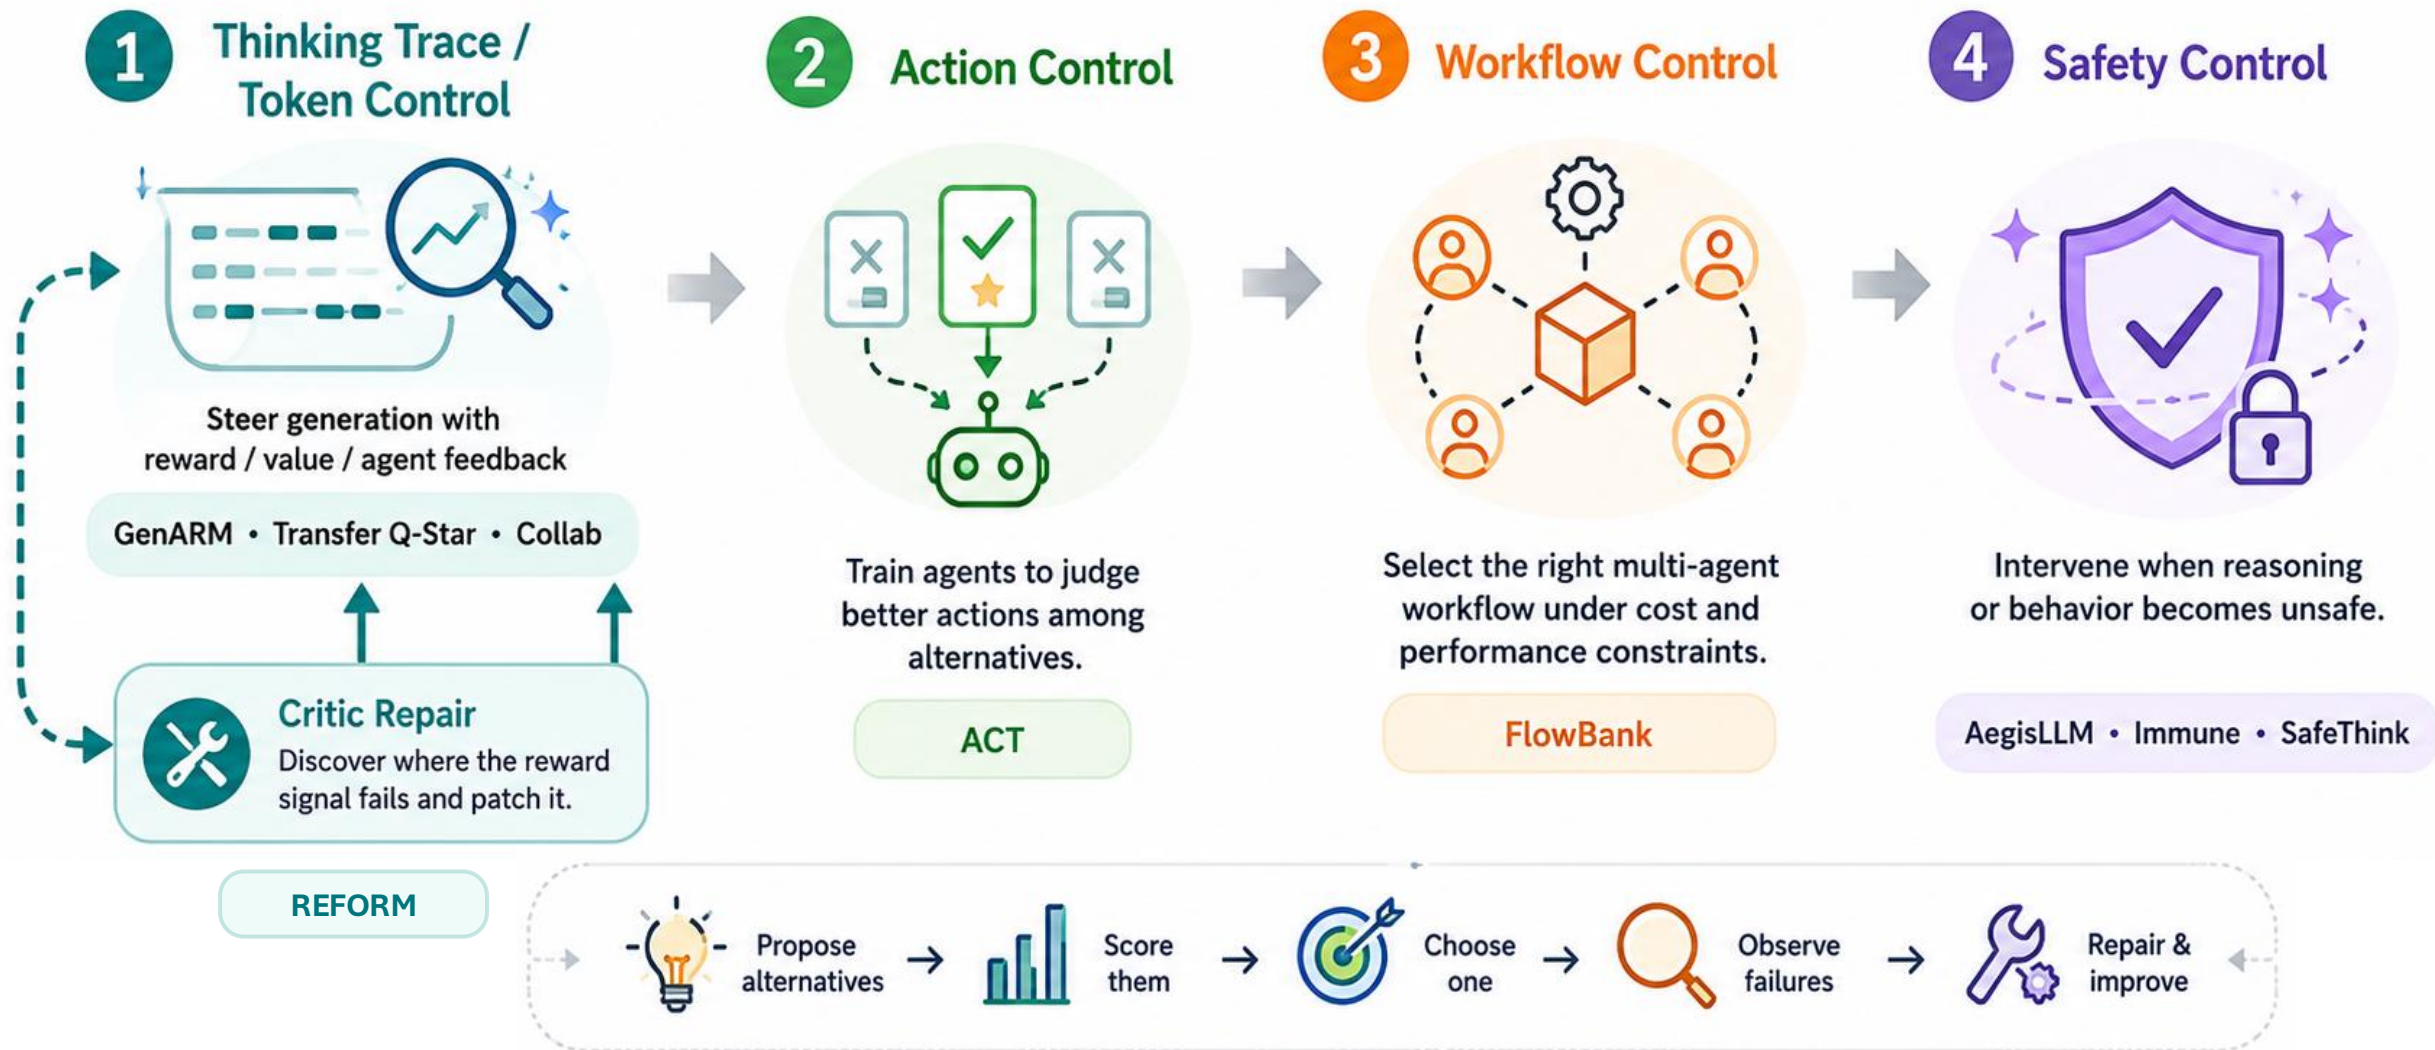 1
Thinking Trace /
Token Control
Steer generation with
reward / value / agent feedback
GenARM • Transfer Q-Star • Collab
Critic Repair
Discover where the reward
signal fails and patch it.
REFORM
2
Action Control
Train agents to judge
better actions among
alternatives.
ACT
3
Workflow Control
Select the right multi-agent
workflow under cost and
performance constraints.
FlowBank
4
Safety Control
Intervene when reasoning
or behavior becomes unsafe.
AegisLLM • Immune • SafeThink
Propose
alternatives
Score
them
Choose
one
Observe
failures
Repair &
improve